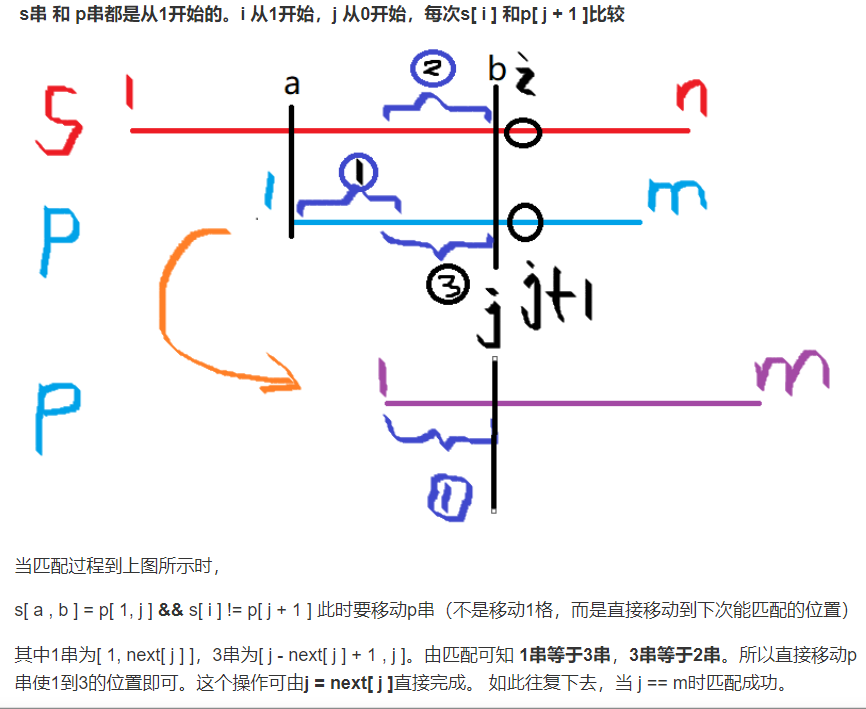 s串 和 p串都是从1开始的。i 从1开始，j 从0开始，每次s[ i ] 和p[ j + 1 ]比较
② b i
a
S 1 n
①
P 1 m
③ j j+1
1 m
P
①
当匹配过程到上图所示时，
s[ a , b ] = p[ 1, j ] && s[ i ] != p[ j + 1 ] 此时要移动p串（不是移动1格，而是直接移动到下次能匹配的位置）
其中1串为[ 1, next[ j ] ]，3串为[ j - next[ j ] + 1 , j ]。由匹配可知 1串等于3串，3串等于2串。所以直接移动p
串使1到3的位置即可。这个操作可由j = next[ j ]直接完成。 如此往复下去，当 j == m时匹配成功。